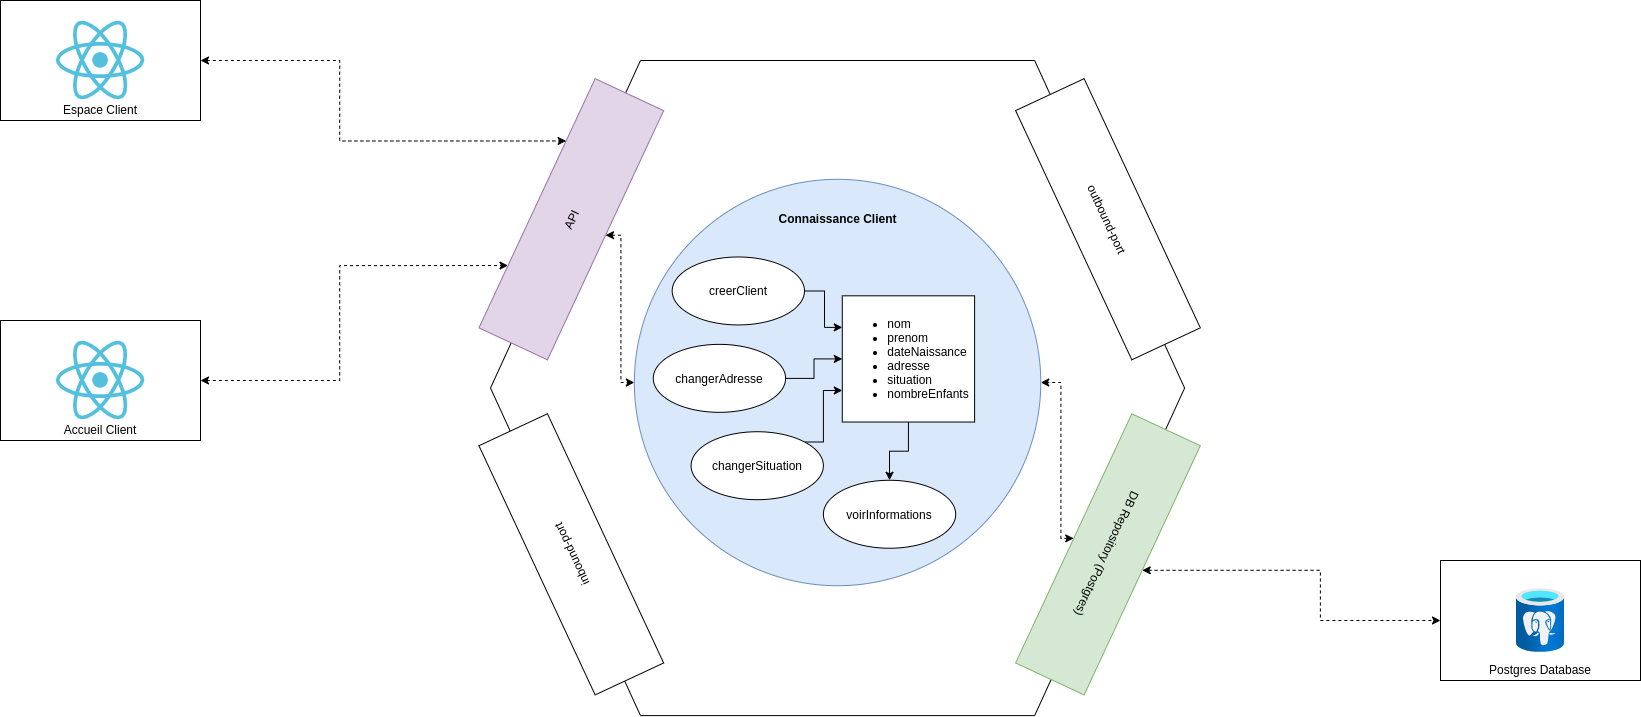 Espace Client
Accueil Client
API
inbound-port
Connaissance Client
creerClient
changerAdresse
changerSituation
nom
prenom
dateNaissance
adresse
situation
nombreEnfants
voirInformations
outbound-port
DB Repository (Postgres)
Postgres Database